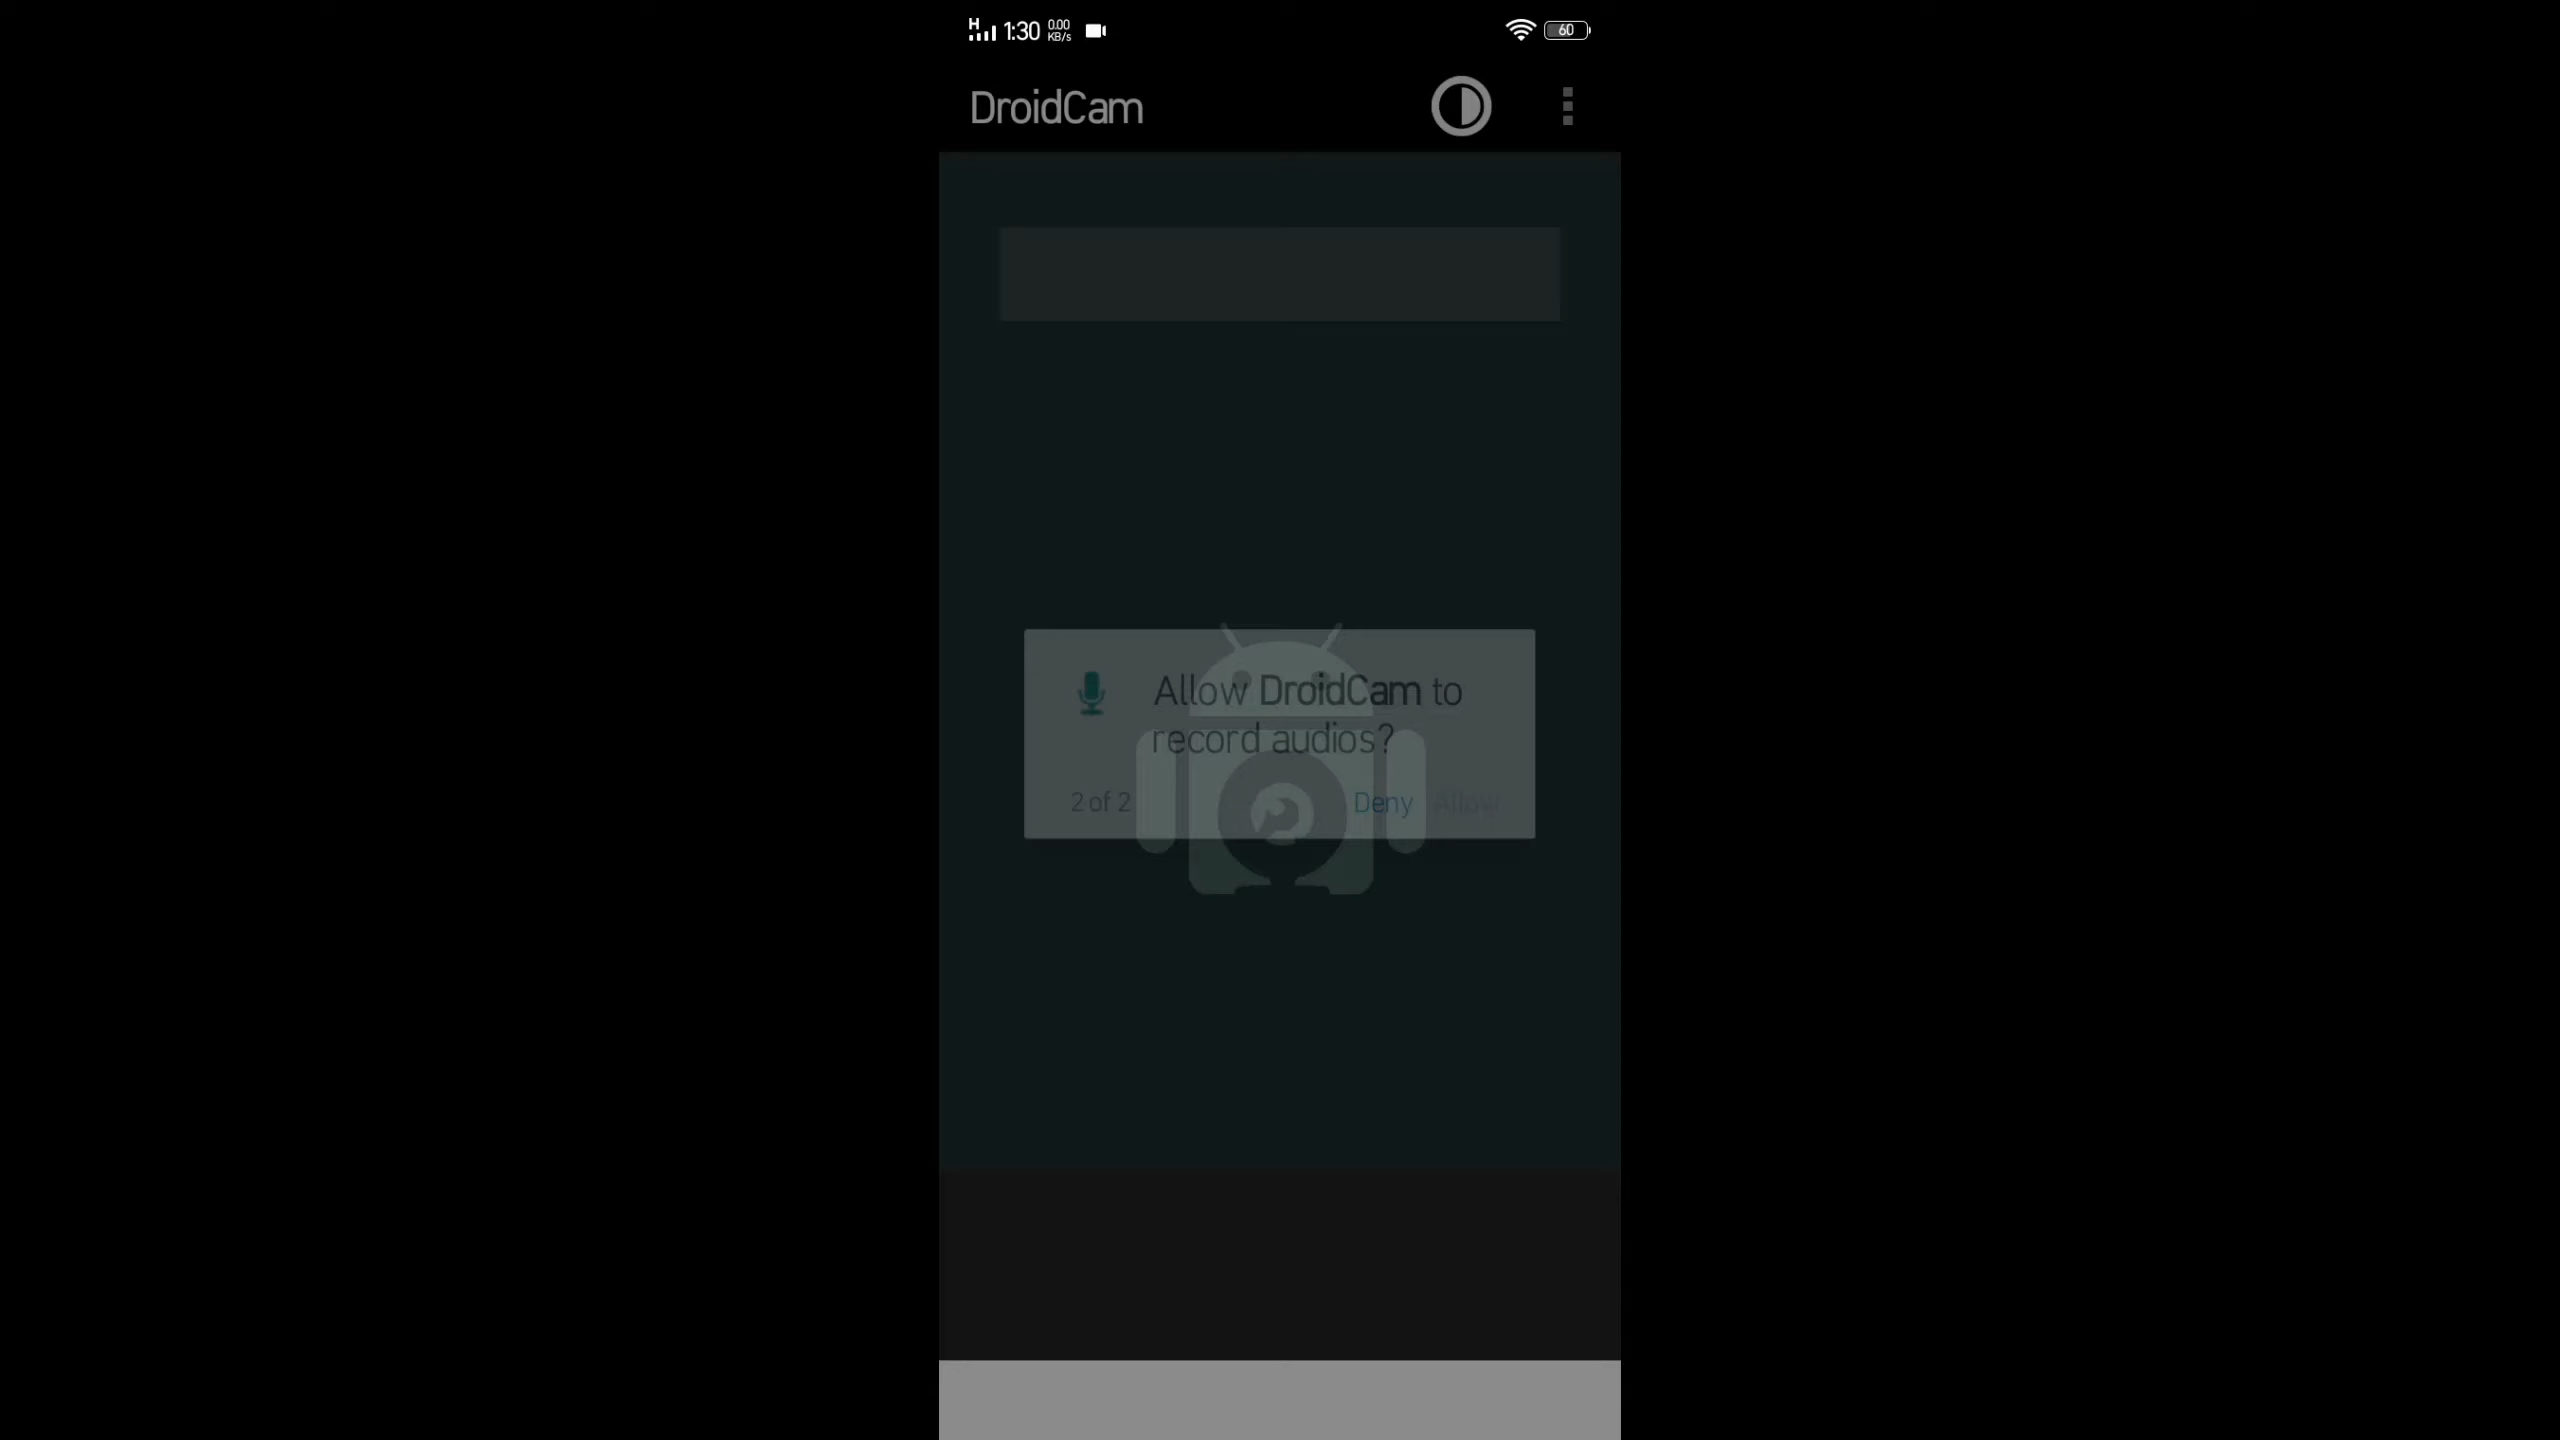 H 1:30 0.00 KB/s 60
DroidCam
Allow DroidCam to
record audios?
2 of 2 Deny Allow